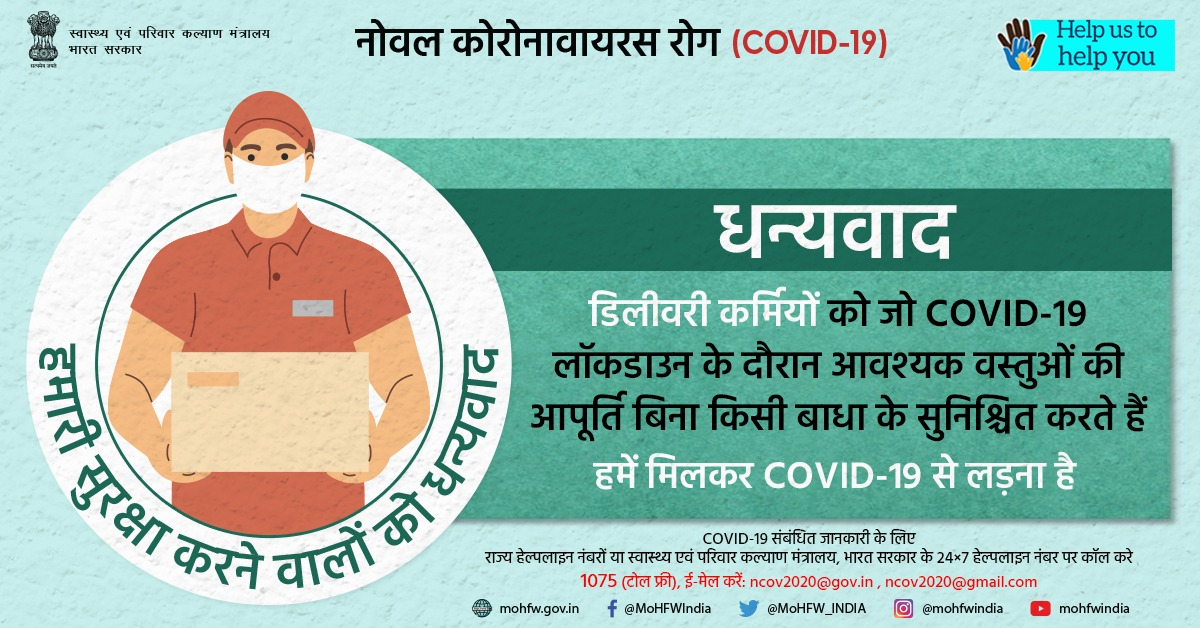 स्वास्थ्य एवं परिवार कल्याण मंत्रालय
भारत सरकार
सत्यमेव जयते
नोवल कोरोनावायरस रोग (COVID-19)
Help us to
help you
धन्यवाद
डिलीवरी कर्मियों को जो COVID-19
लॉकडाउन के दौरान आवश्यक वस्तुओं की
आपूर्ति बिना किसी बाधा के सुनिश्चित करते हैं
हमें मिलकर COVID-19 से लड़ना है
हमारी सुरक्षा करने वालों को धन्यवाद
COVID-19 संबंधित जानकारी के लिए
राज्य हेल्पलाइन नंबरों या स्वास्थ्य एवं परिवार कल्याण मंत्रालय, भारत सरकार के 24×7 हेल्पलाइन नंबर पर कॉल करे
1075 (टोल फ्री), ई-मेल करें: ncov2020@gov.in , ncov2020@gmail.com
mohfw.gov.in @MoHFWIndia @MoHFW_INDIA @mohfwindia mohfwindia